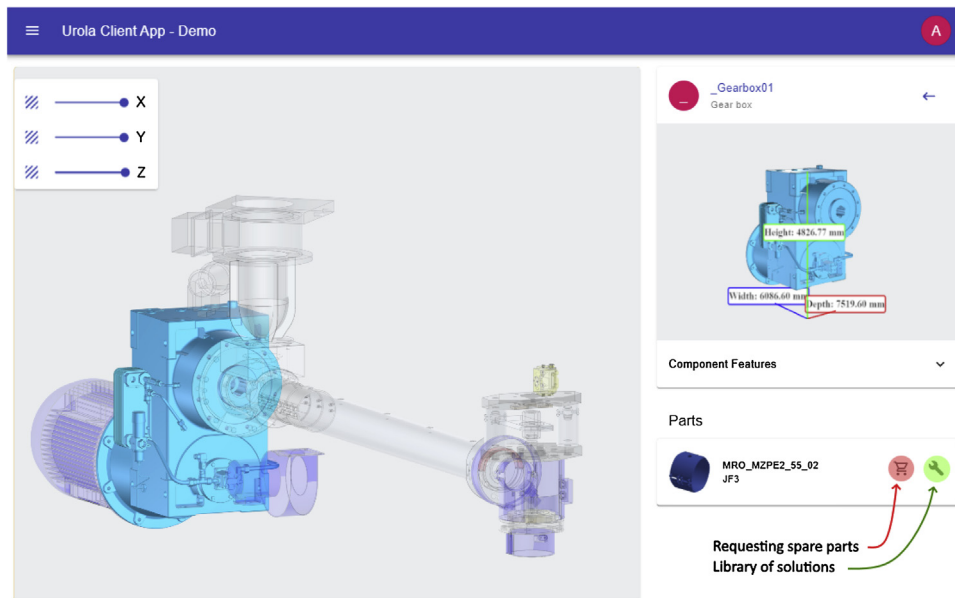 Urola Client App - Demo
A
X
Y
Z
_
_Gearbox01
Gear box
Height: 4826.77 mm
Width: 6086.60 mm
Depth: 7519.60 mm
Component Features
Parts
MRO_MZPE2_55_02
JF3
Requesting spare parts
Library of solutions